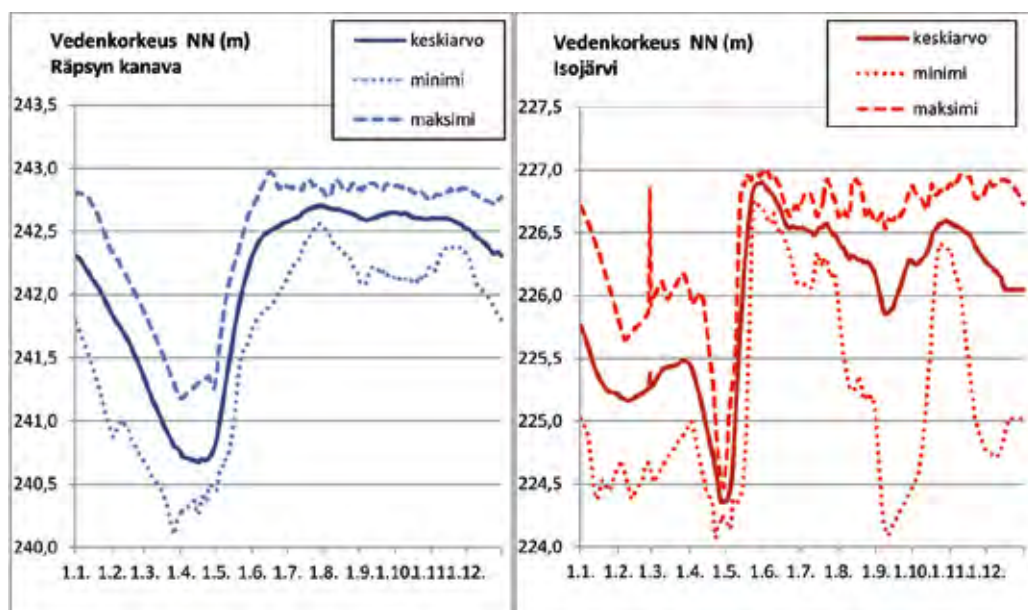 Vedenkorkeus NN (m)
Räpsyn kanava
keskiarvo
minimi
maksimi
243,5
243,0
242,5
242,0
241,5
241,0
240,5
240,0
1.1. 1.2. 1.3. 1.4. 1.5. 1.6. 1.7. 1.8. 1.9.1.10.1.11.1.12.
Vedenkorkeus NN (m)
Isojärvi
keskiarvo
minimi
maksimi
227,5
227,0
226,5
226,0
225,5
225,0
224,5
224,0
1.1. 1.2. 1.3. 1.4. 1.5. 1.6. 1.7. 1.8. 1.9.1.10.1.11.1.12.